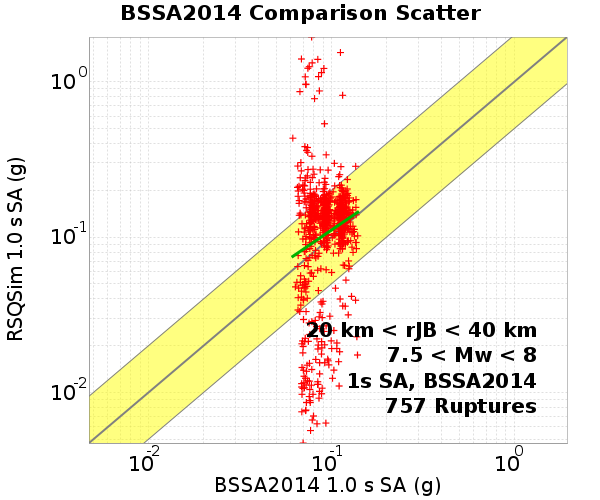 BSSA2014 Comparison Scatter
RSQSim 1.0 s SA (g)
10^0
10^-1
10^-2
20 km < rJB < 40 km
7.5 < Mw < 8
1s SA, BSSA2014
757 Ruptures
10^-2 10^-1 10^0
BSSA2014 1.0 s SA (g)